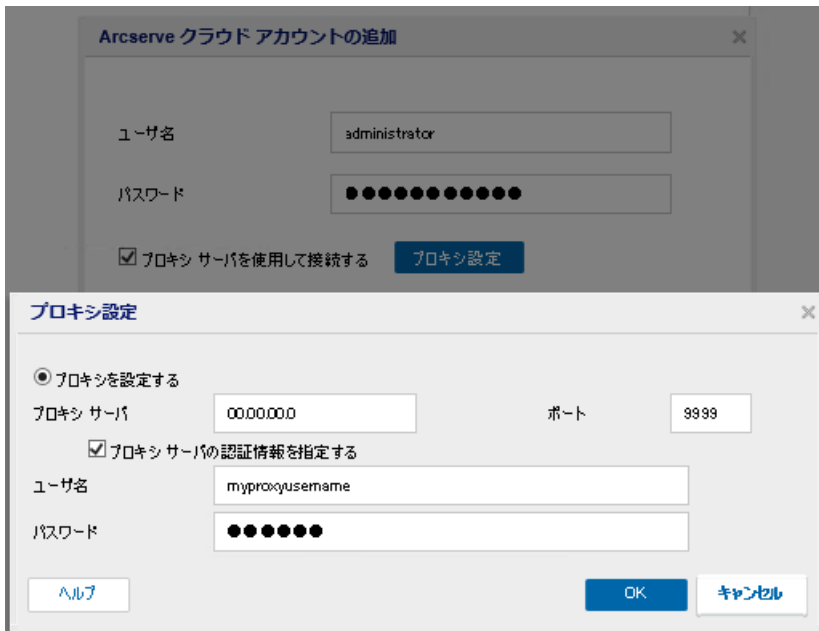 Arcserve クラウド アカウントの追加
ユーザ名 administrator
パスワード ●●●●●●●●●●●
プロキシ サーバを使用して接続する プロキシ設定
プロキシ設定
プロキシを設定する
プロキシ サーバ 00.00.00.0 ポート 9999
プロキシ サーバの認証情報を指定する
ユーザ名 myproxyusername
パスワード ●●●●●●
ヘルプ OK キャンセル